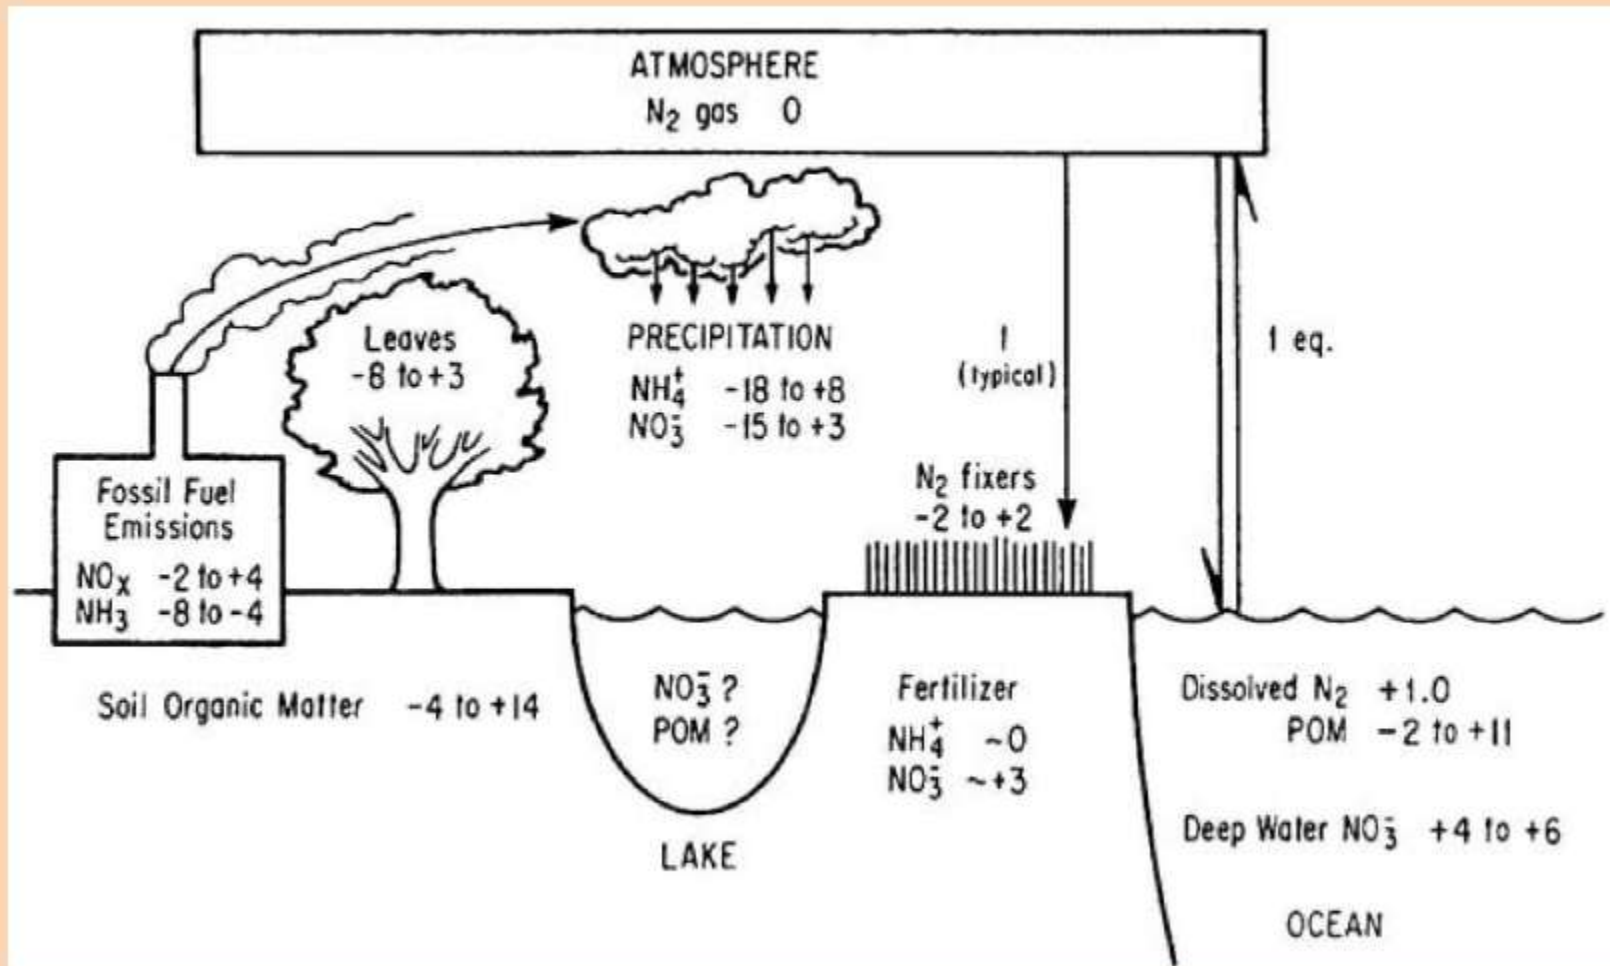 ATMOSPHERE
N₂ gas 0
Leaves
-8 to +3
PRECIPITATION
NH₄⁺ -18 to +8
NO₃⁻ -15 to +3
1
(typical)
1 eq.
Fossil Fuel
Emissions
NOₓ -2 to +4
NH₃ -8 to -4
N₂ fixers
-2 to +2
Soil Organic Matter -4 to +14
NO₃⁻ ?
POM ?
LAKE
Fertilizer
NH₄⁺ ~0
NO₃⁻ ~+3
Dissolved N₂ +1.0
POM -2 to +11
Deep Water NO₃⁻ +4 to +6
OCEAN